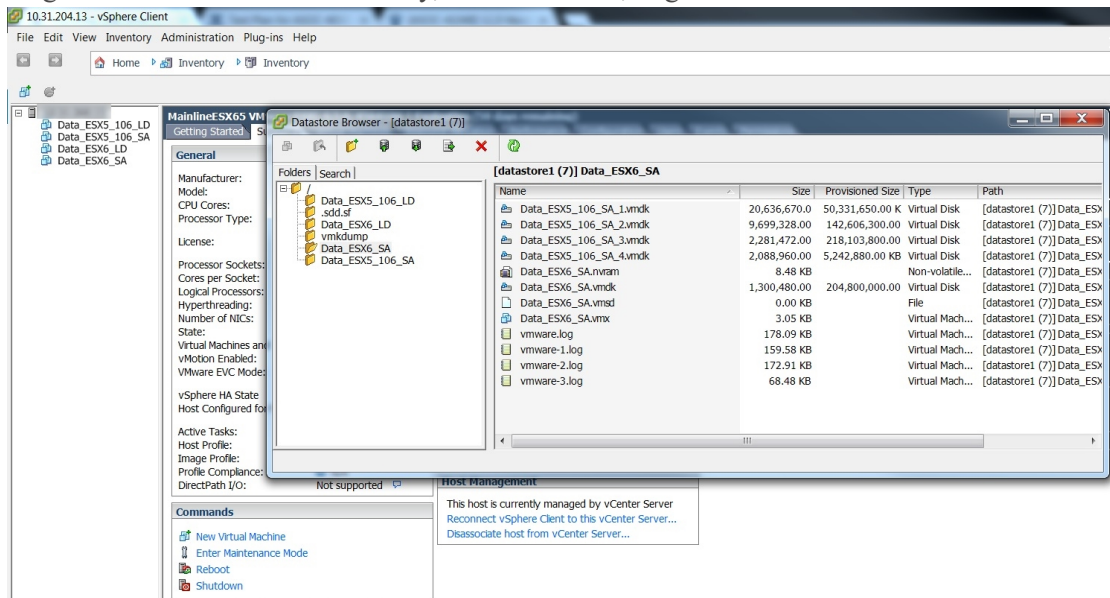 10.31.204.13 - vSphere Client
File Edit View Inventory Administration Plug-ins Help
Home Inventory Inventory
Data_ESX5_106_LD
Data_ESX5_106_SA
Data_ESX6_LD
Data_ESX6_SA
MainlineESX65 VM
Getting Started
General
Manufacturer:
Model:
CPU Cores:
Processor Type:
License:
Processor Sockets:
Cores per Socket:
Logical Processors:
Hyperthreading:
Number of NICs:
State:
Virtual Machines and
vMotion Enabled:
VMware EVC Mode:
vSphere HA State
Host Configured for
Active Tasks:
Host Profile:
Image Profile:
Profile Compliance:
DirectPath I/O: Not supported
Commands
New Virtual Machine
Enter Maintenance Mode
Reboot
Shutdown
Datastore Browser - [datastore1 (7)]
Folders Search
/
Data_ESX5_106_LD
.sdd.sf
Data_ESX6_LD
vmkdump
Data_ESX6_SA
Data_ESX5_106_SA
[datastore1 (7)] Data_ESX6_SA
Name Size Provisioned Size Type Path
Data_ESX5_106_SA_1.vmdk 20,636,670.0 50,331,650.00 K Virtual Disk [datastore1 (7)] Data_ESX
Data_ESX5_106_SA_2.vmdk 9,699,328.00 142,606,300.00 Virtual Disk [datastore1 (7)] Data_ESX
Data_ESX5_106_SA_3.vmdk 2,281,472.00 218,103,800.00 Virtual Disk [datastore1 (7)] Data_ESX
Data_ESX5_106_SA_4.vmdk 2,088,960.00 5,242,880.00 KB Virtual Disk [datastore1 (7)] Data_ESX
Data_ESX6_SA.nvram 8.48 KB Non-volatile... [datastore1 (7)] Data_ESX
Data_ESX6_SA.vmdk 1,300,480.00 204,800,000.00 Virtual Disk [datastore1 (7)] Data_ESX
Data_ESX6_SA.vmsd 0.00 KB File [datastore1 (7)] Data_ESX
Data_ESX6_SA.vmx 3.05 KB Virtual Mach... [datastore1 (7)] Data_ESX
vmware.log 178.09 KB Virtual Mach... [datastore1 (7)] Data_ESX
vmware-1.log 159.58 KB Virtual Mach... [datastore1 (7)] Data_ESX
vmware-2.log 172.91 KB Virtual Mach... [datastore1 (7)] Data_ESX
vmware-3.log 68.48 KB Virtual Mach... [datastore1 (7)] Data_ESX
Host Management
This host is currently managed by vCenter Server
Reconnect vSphere Client to this vCenter Server...
Disassociate host from vCenter Server...